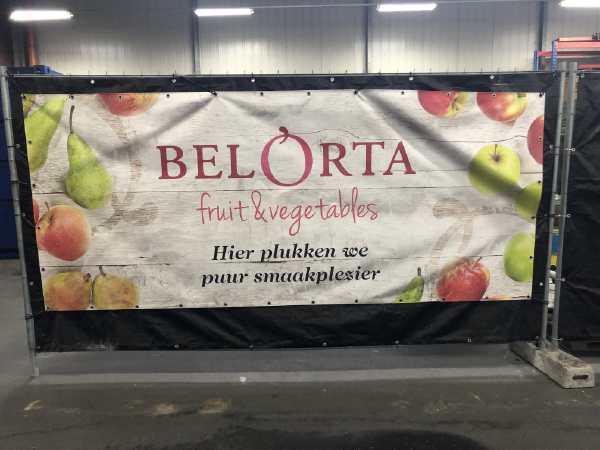 BELORTA
fruit & vegetables
Hier plukken we
puur smaakplezier